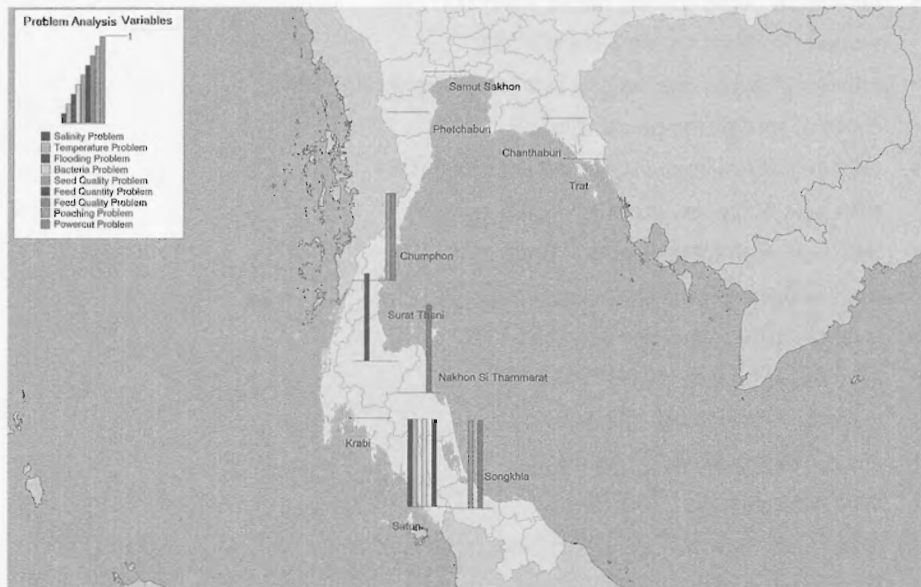 Problem Analysis Variables
1
Salinity Problem
Temperature Problem
Flooding Problem
Bacteria Problem
Seed Quality Problem
Feed Quantity Problem
Feed Quality Problem
Poaching Problem
Powercut Problem
Samut Sakhon
Phetchaburi
Chanthaburi
Trat
Chumphon
Surat Thani
Nakhon Si Thammarat
Krabi
Songkhla
Satun